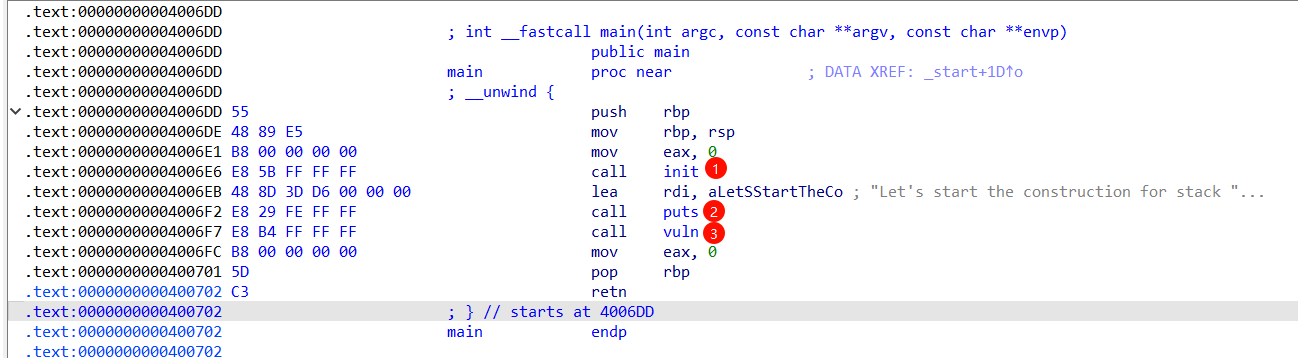 .text:00000000004006DD
.text:00000000004006DD ; int __fastcall main(int argc, const char **argv, const char **envp)
.text:00000000004006DD public main
.text:00000000004006DD main proc near ; DATA XREF: _start+1D↑o
.text:00000000004006DD ; __unwind {
.text:00000000004006DD 55 push rbp
.text:00000000004006DE 48 89 E5 mov rbp, rsp
.text:00000000004006E1 B8 00 00 00 00 mov eax, 0
.text:00000000004006E6 E8 5B FF FF FF call init 1
.text:00000000004006EB 48 8D 3D D6 00 00 00 lea rdi, aLetSStartTheCo ; "Let's start the construction for stack "...
.text:00000000004006F2 E8 29 FE FF FF call puts 2
.text:00000000004006F7 E8 B4 FF FF FF call vuln 3
.text:00000000004006FC B8 00 00 00 00 mov eax, 0
.text:0000000000400701 5D pop rbp
.text:0000000000400702 C3 retn
.text:0000000000400702 ; } // starts at 4006DD
.text:0000000000400702 main endp
.text:0000000000400702